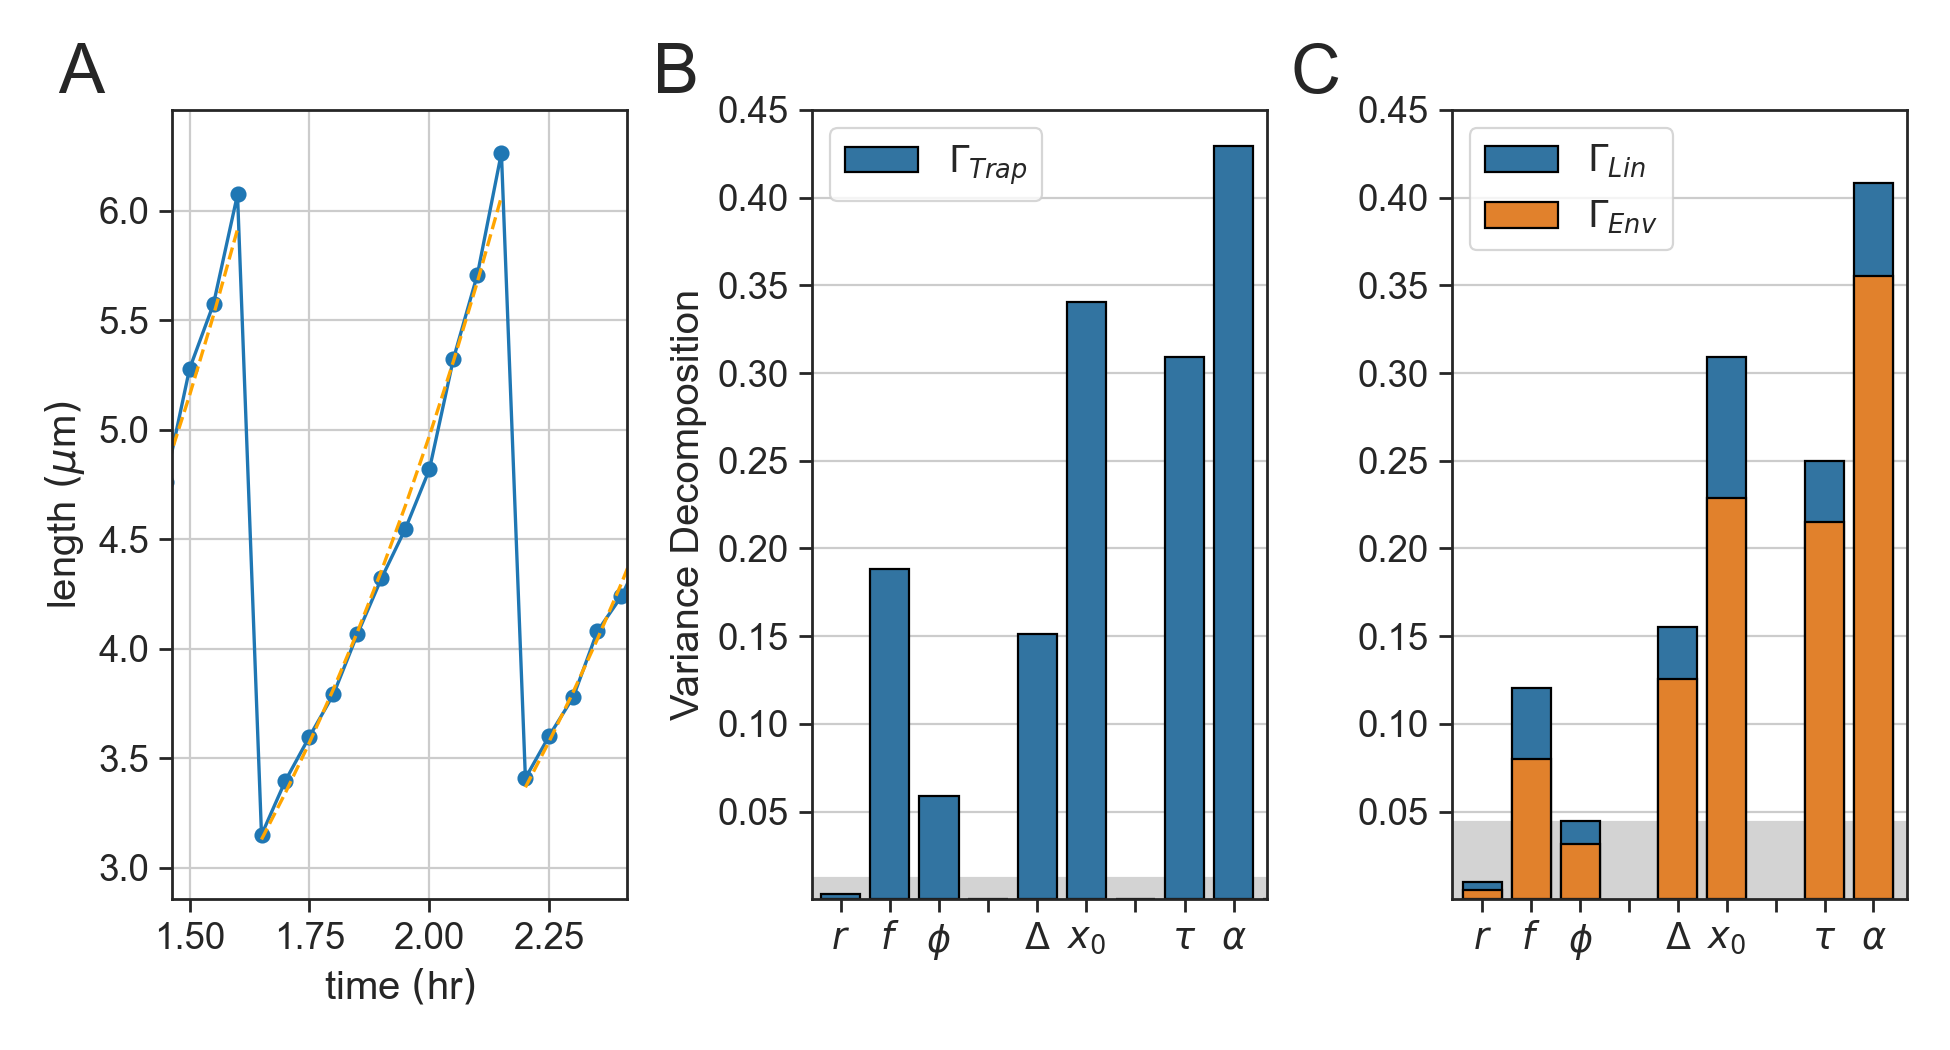 A
B
C
length (μm)
6.0
5.5
5.0
4.5
4.0
3.5
3.0
1.50 1.75 2.00 2.25
time (hr)
Variance Decomposition
0.45
0.40
0.35
0.30
0.25
0.20
0.15
0.10
0.05
Γ_Trap
r f ϕ Δ x₀ τ α
0.45
0.40
0.35
0.30
0.25
0.20
0.15
0.10
0.05
Γ_Lin
Γ_Env
r f ϕ Δ x₀ τ α